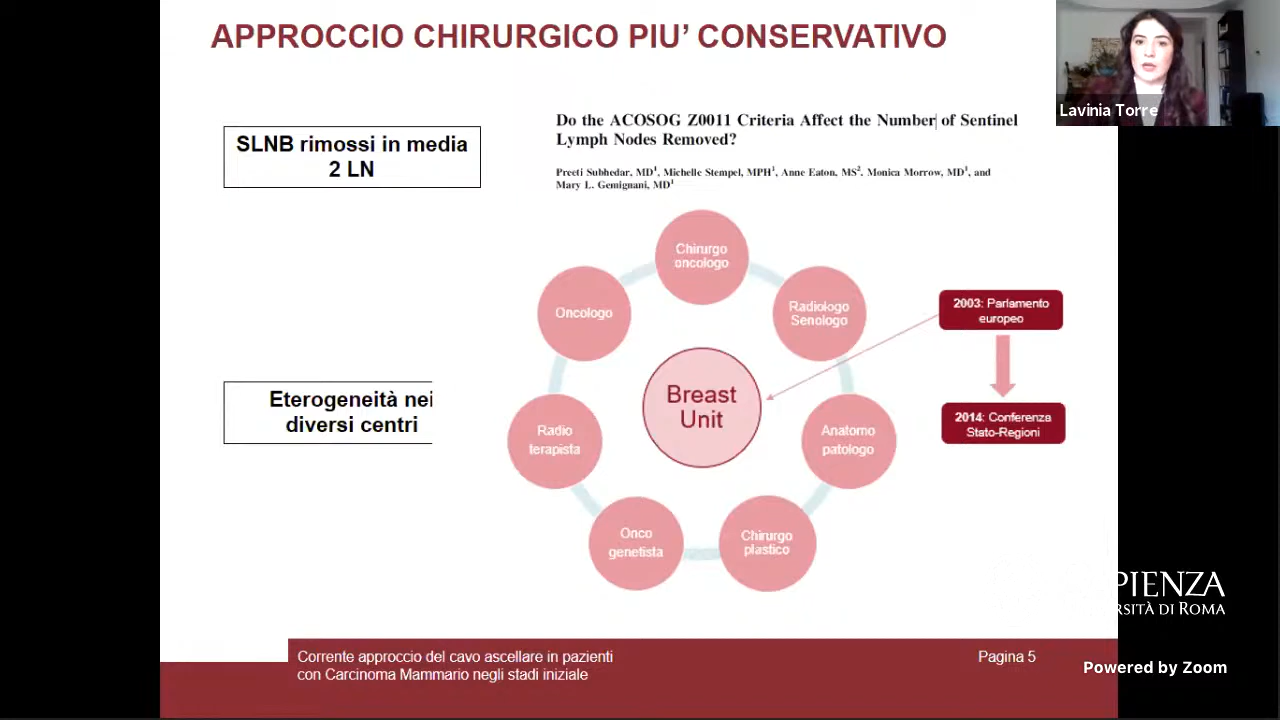 APPROCCIO CHIRURGICO PIU' CONSERVATIVO
Lavinia Torre
SLNB rimossi in media
2 LN
Do the ACOSOG Z0011 Criteria Affect the Number of Sentinel
Lymph Nodes Removed?
Preeti Subhedar, MD1, Michelle Stempel, MPH1, Anne Eaton, MS2, Monica Morrow, MD1, and
Mary L. Gemignani, MD1
Chirurgo
oncologo
Oncologo
Radiologo
Senologo
2003: Parlamento
europeo
Breast
Unit
Eterogeneità nei
diversi centri
2014: Conferenza
Stato-Regioni
Radio
terapista
Anatomo
patologo
Onco
genetista
Chirurgo
plastico
PIENZA
RSITÀ DI ROMA
Corrente approccio del cavo ascellare in pazienti
con Carcinoma Mammario negli stadi iniziale
Pagina 5
Powered by Zoom